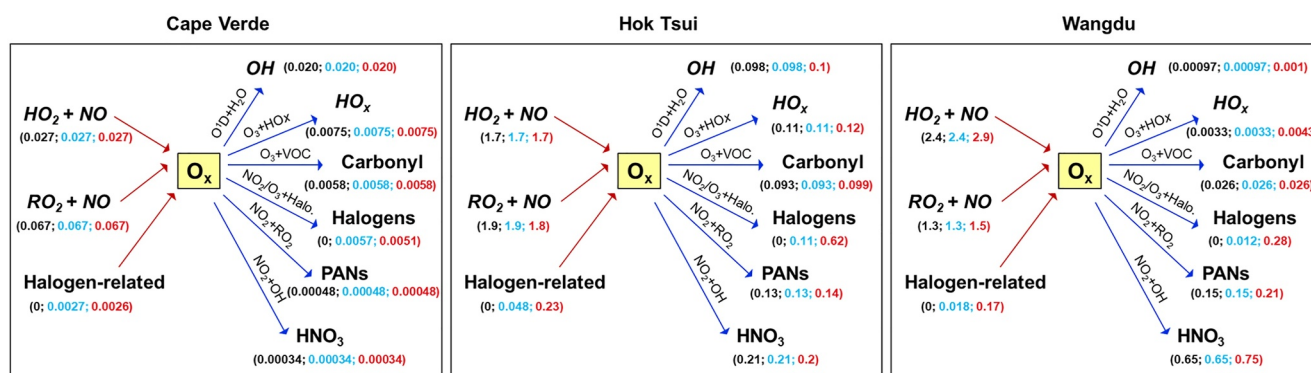 Cape Verde
OH (0.020; 0.020; 0.020)
HO₂ + NO
(0.027; 0.027; 0.027)
O¹D+H₂O
HOₓ
O₃+HOx
(0.0075; 0.0075; 0.0075)
Oₓ
O₃+VOC
Carbonyl
(0.0058; 0.0058; 0.0058)
RO₂ + NO
(0.067; 0.067; 0.067)
NO₂/O₃+Halo.
Halogens
(0; 0.0057; 0.0051)
NO₂+RO₂
Halogen-related
(0; 0.0027; 0.0026)
PANs
(0.00048; 0.00048; 0.00048)
NO₂+OH
HNO₃
(0.00034; 0.00034; 0.00034)
Hok Tsui
OH (0.098; 0.098; 0.1)
HO₂ + NO
(1.7; 1.7; 1.7)
O¹D+H₂O
HOₓ
O₃+HOx
(0.11; 0.11; 0.12)
Oₓ
O₃+VOC
Carbonyl
(0.093; 0.093; 0.099)
RO₂ + NO
(1.9; 1.9; 1.8)
NO₂/O₃+Halo.
Halogens
(0; 0.11; 0.62)
NO₂+RO₂
Halogen-related
(0; 0.048; 0.23)
PANs
(0.13; 0.13; 0.14)
NO₂+OH
HNO₃
(0.21; 0.21; 0.2)
Wangdu
OH (0.00097; 0.00097; 0.001)
HO₂ + NO
(2.4; 2.4; 2.9)
O¹D+H₂O
HOₓ
O₃+HOx
(0.0033; 0.0033; 0.0043)
Oₓ
O₃+VOC
Carbonyl
(0.026; 0.026; 0.026)
RO₂ + NO
(1.3; 1.3; 1.5)
NO₂/O₃+Halo.
Halogens
(0; 0.012; 0.28)
NO₂+RO₂
Halogen-related
(0; 0.018; 0.17)
PANs
(0.15; 0.15; 0.21)
NO₂+OH
HNO₃
(0.65; 0.65; 0.75)